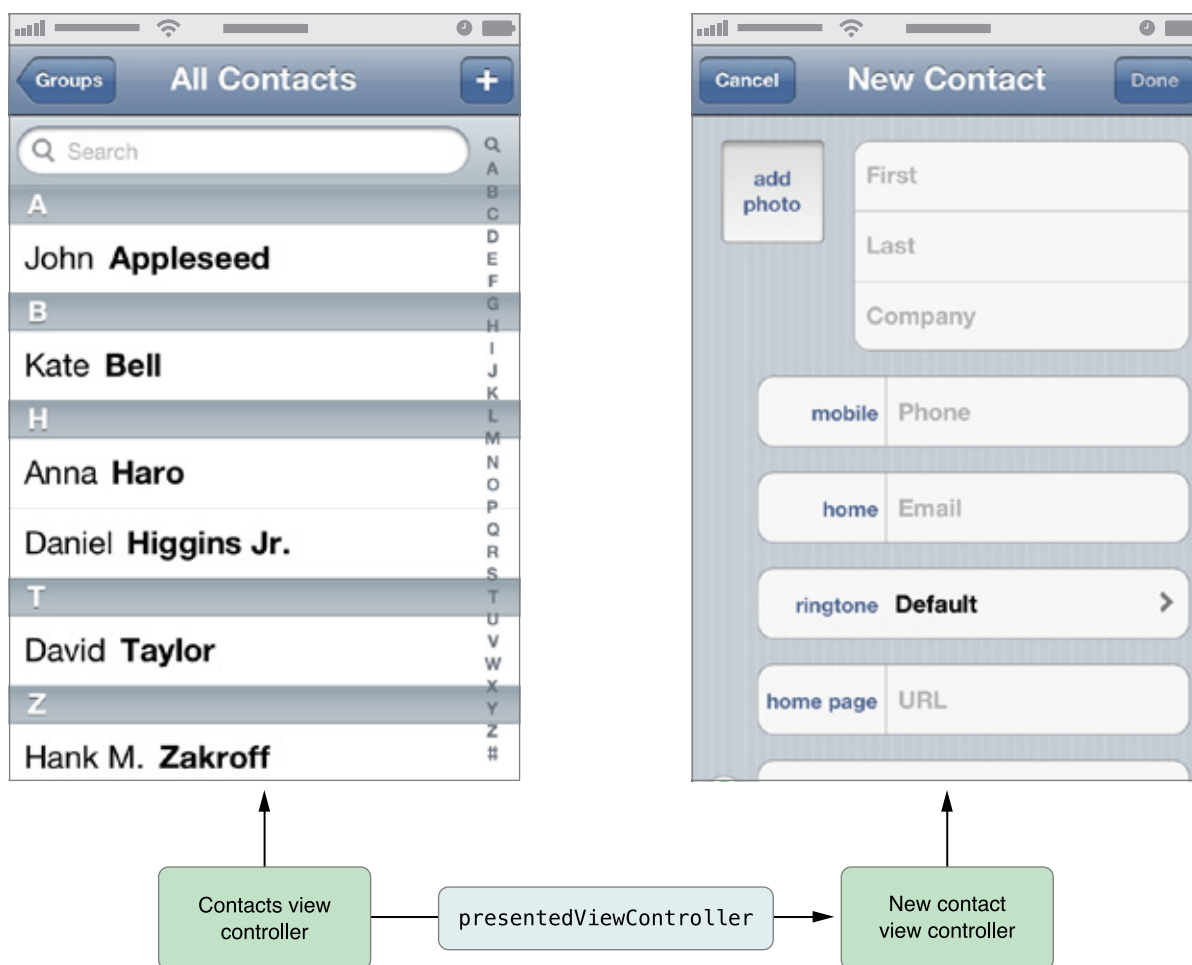 Groups
All Contacts
+
Search
A
John Appleseed
B
Kate Bell
H
Anna Haro
Daniel Higgins Jr.
T
David Taylor
Z
Hank M. Zakroff
A
B
C
D
E
F
G
H
I
J
K
L
M
N
O
P
Q
R
S
T
U
V
W
X
Y
Z
#
Cancel
New Contact
Done
add
photo
First
Last
Company
mobile Phone
home Email
ringtone Default
home page URL
Contacts view
controller
presentedViewController
New contact
view controller